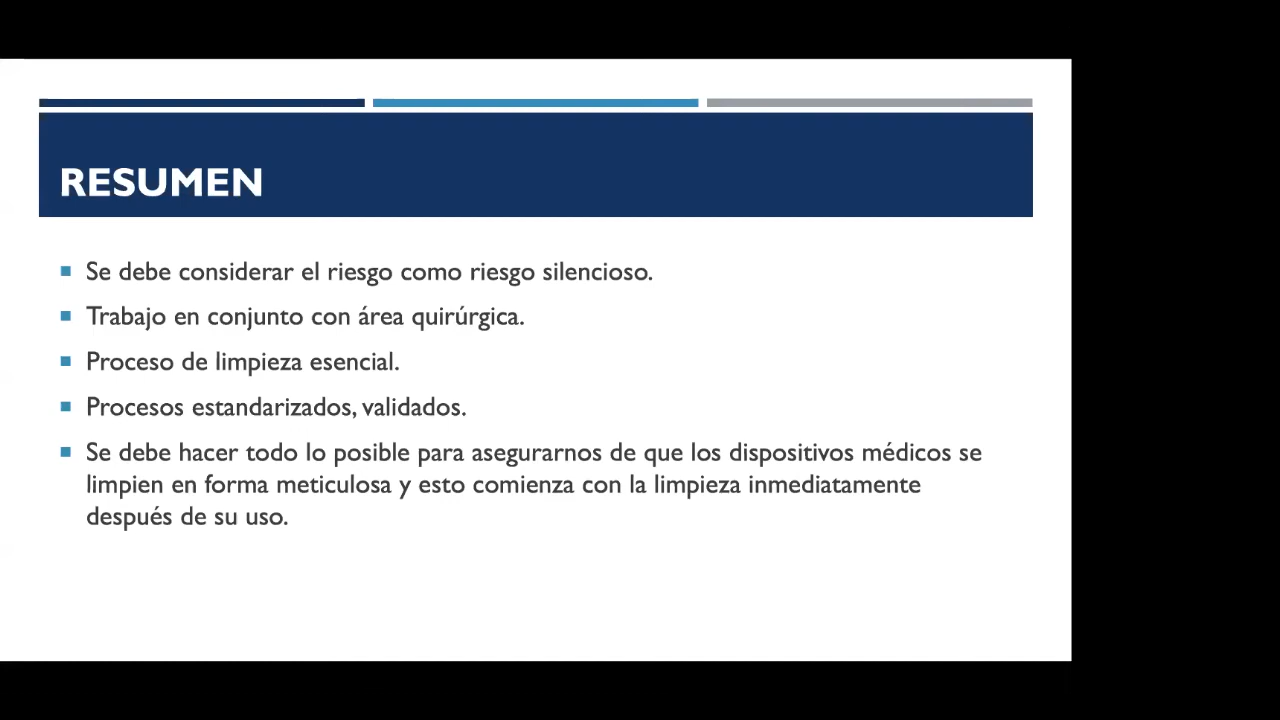 RESUMEN
Se debe considerar el riesgo como riesgo silencioso.
Trabajo en conjunto con área quirúrgica.
Proceso de limpieza esencial.
Procesos estandarizados, validados.
Se debe hacer todo lo posible para asegurarnos de que los dispositivos médicos se
limpien en forma meticulosa y esto comienza con la limpieza inmediatamente
después de su uso.